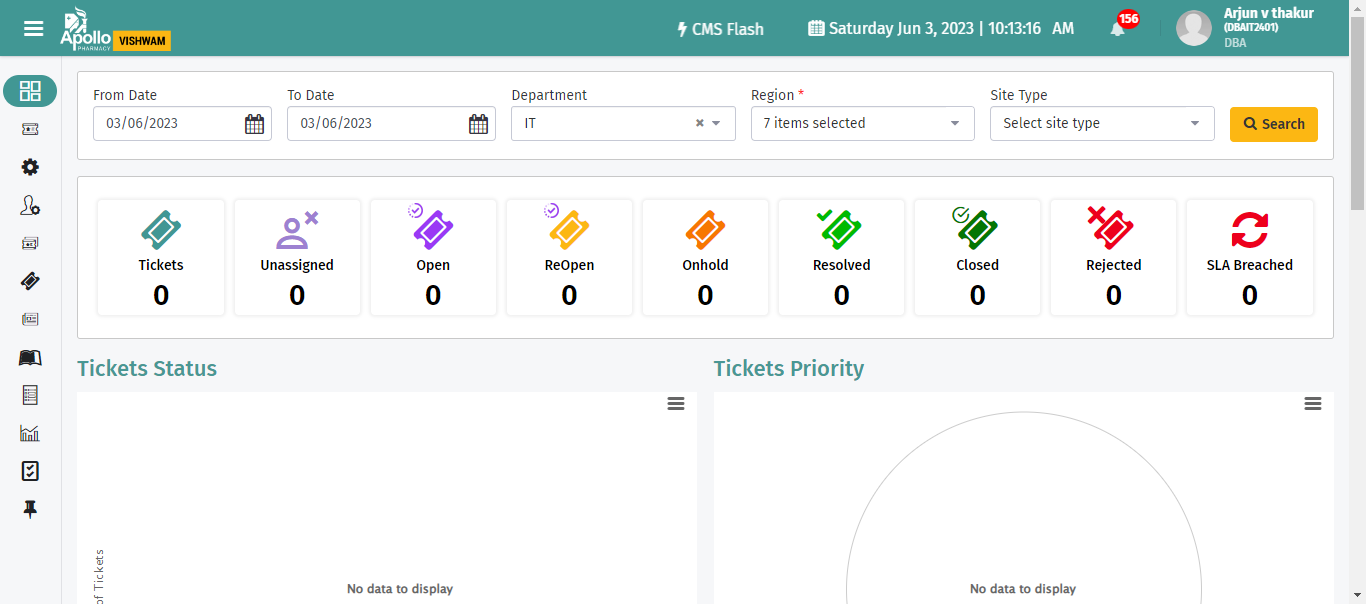 Apollo
PHARMACY
VISHWAM
CMS Flash
Saturday Jun 3, 2023 | 10:13:16 AM
156
Arjun v thakur
(DBAIT2401)
DBA
From Date
To Date
Department
Region *
Site Type
03/06/2023
03/06/2023
IT
7 items selected
Select site type
Search
Tickets
Unassigned
Open
ReOpen
Onhold
Resolved
Closed
Rejected
SLA Breached
0
0
0
0
0
0
0
0
0
Tickets Status
Tickets Priority
of Tickets
No data to display
No data to display